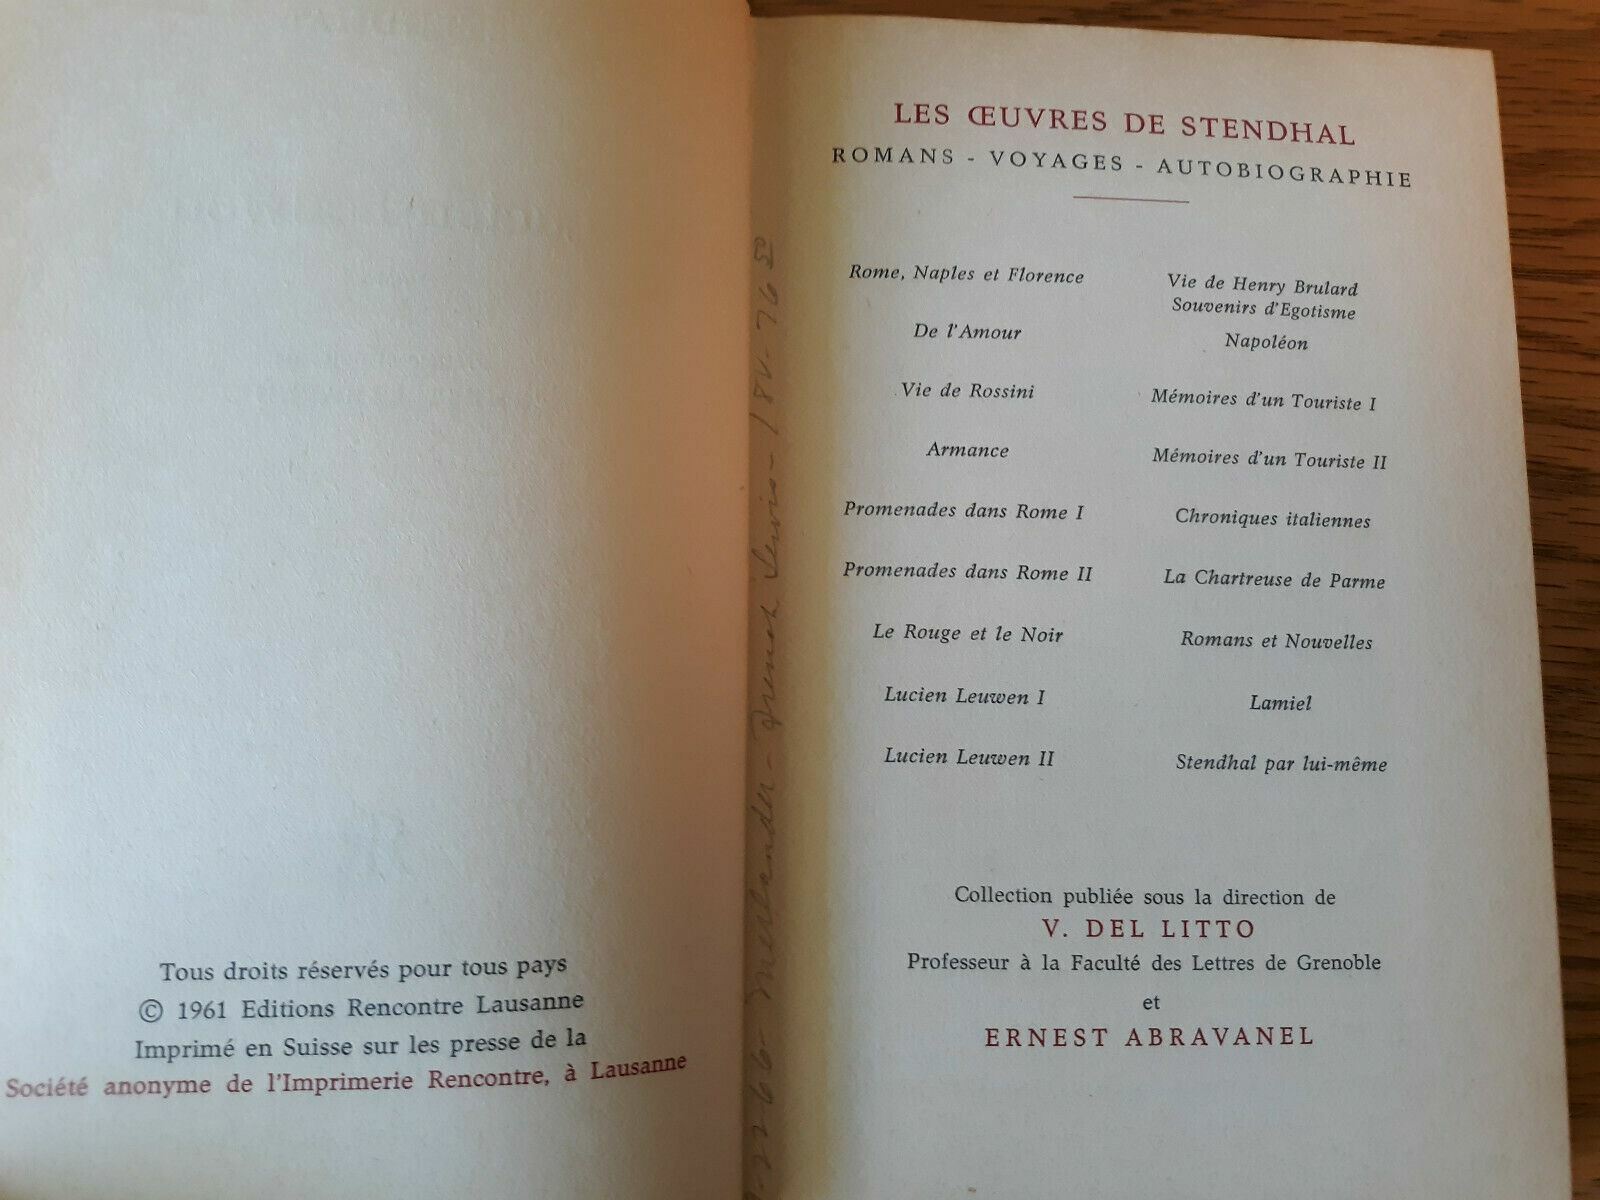 Tous droits réservés pour tous pays
© 1961 Editions Rencontre Lausanne
Imprimé en Suisse sur les presse de la
Société anonyme de l'Imprimerie Rencontre, à Lausanne
LES ŒUVRES DE STENDHAL
ROMANS - VOYAGES - AUTOBIOGRAPHIE
Rome, Naples et Florence
De l'Amour
Vie de Rossini
Armance
Promenades dans Rome I
Promenades dans Rome II
Le Rouge et le Noir
Lucien Leuwen I
Lucien Leuwen II
Vie de Henry Brulard
Souvenirs d'Egotisme
Napoléon
Mémoires d'un Touriste I
Mémoires d'un Touriste II
Chroniques italiennes
La Chartreuse de Parme
Romans et Nouvelles
Lamiel
Stendhal par lui-même
Collection publiée sous la direction de
V. DEL LITTO
Professeur à la Faculté des Lettres de Grenoble
et
ERNEST ABRAVANEL